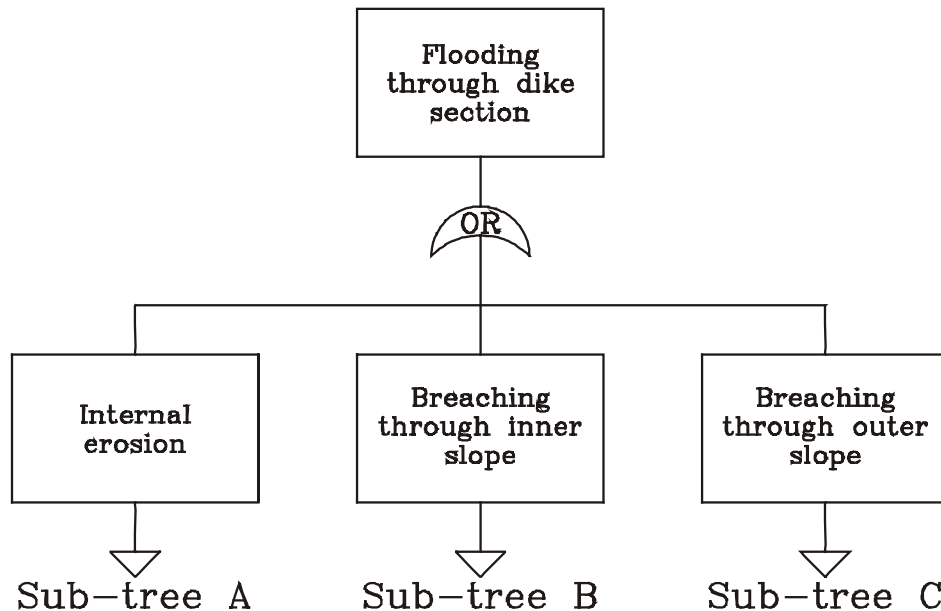 Flooding
through dike
section
OR
Internal
erosion
Breaching
through inner
slope
Breaching
through outer
slope
Sub-tree A
Sub-tree B
Sub-tree C